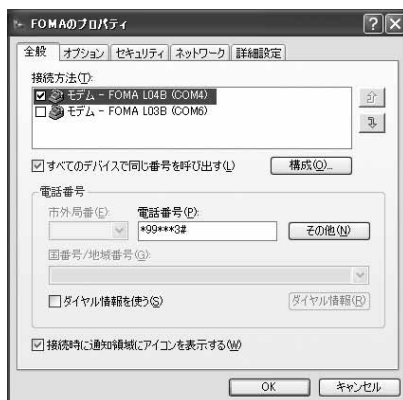 FOMAのプロパティ
全般 オプション セキュリティ ネットワーク 詳細設定
接続方法(T):
モデム - FOMA L04B (COM4)
モデム - FOMA L03B (COM6)
すべてのデバイスで同じ番号を呼び出す(L) 構成(O)...
電話番号
市外局番(E): 電話番号(P):
*99***3# その他(N)
国番号/地域番号(G):
ダイヤル情報を使う(S) ダイヤル情報(R)
接続時に通知領域にアイコンを表示する(W)
OK キャンセル